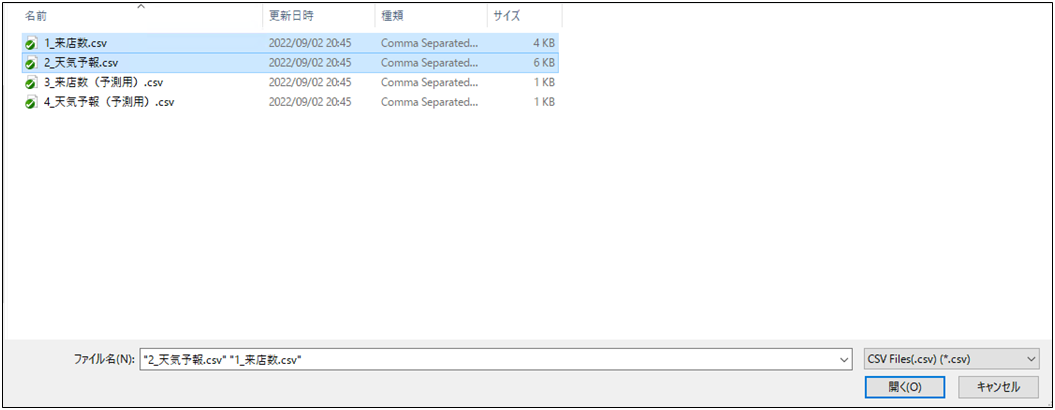 名前 更新日時 種類 サイズ
1_来店数.csv 2022/09/02 20:45 Comma Separated... 4 KB
2_天気予報.csv 2022/09/02 20:45 Comma Separated... 6 KB
3_来店数（予測用）.csv 2022/09/02 20:45 Comma Separated... 1 KB
4_天気予報（予測用）.csv 2022/09/02 20:45 Comma Separated... 1 KB
ファイル名(N): "2_天気予報.csv" "1_来店数.csv" CSV Files(.csv) (*.csv)
開く(O) キャンセル